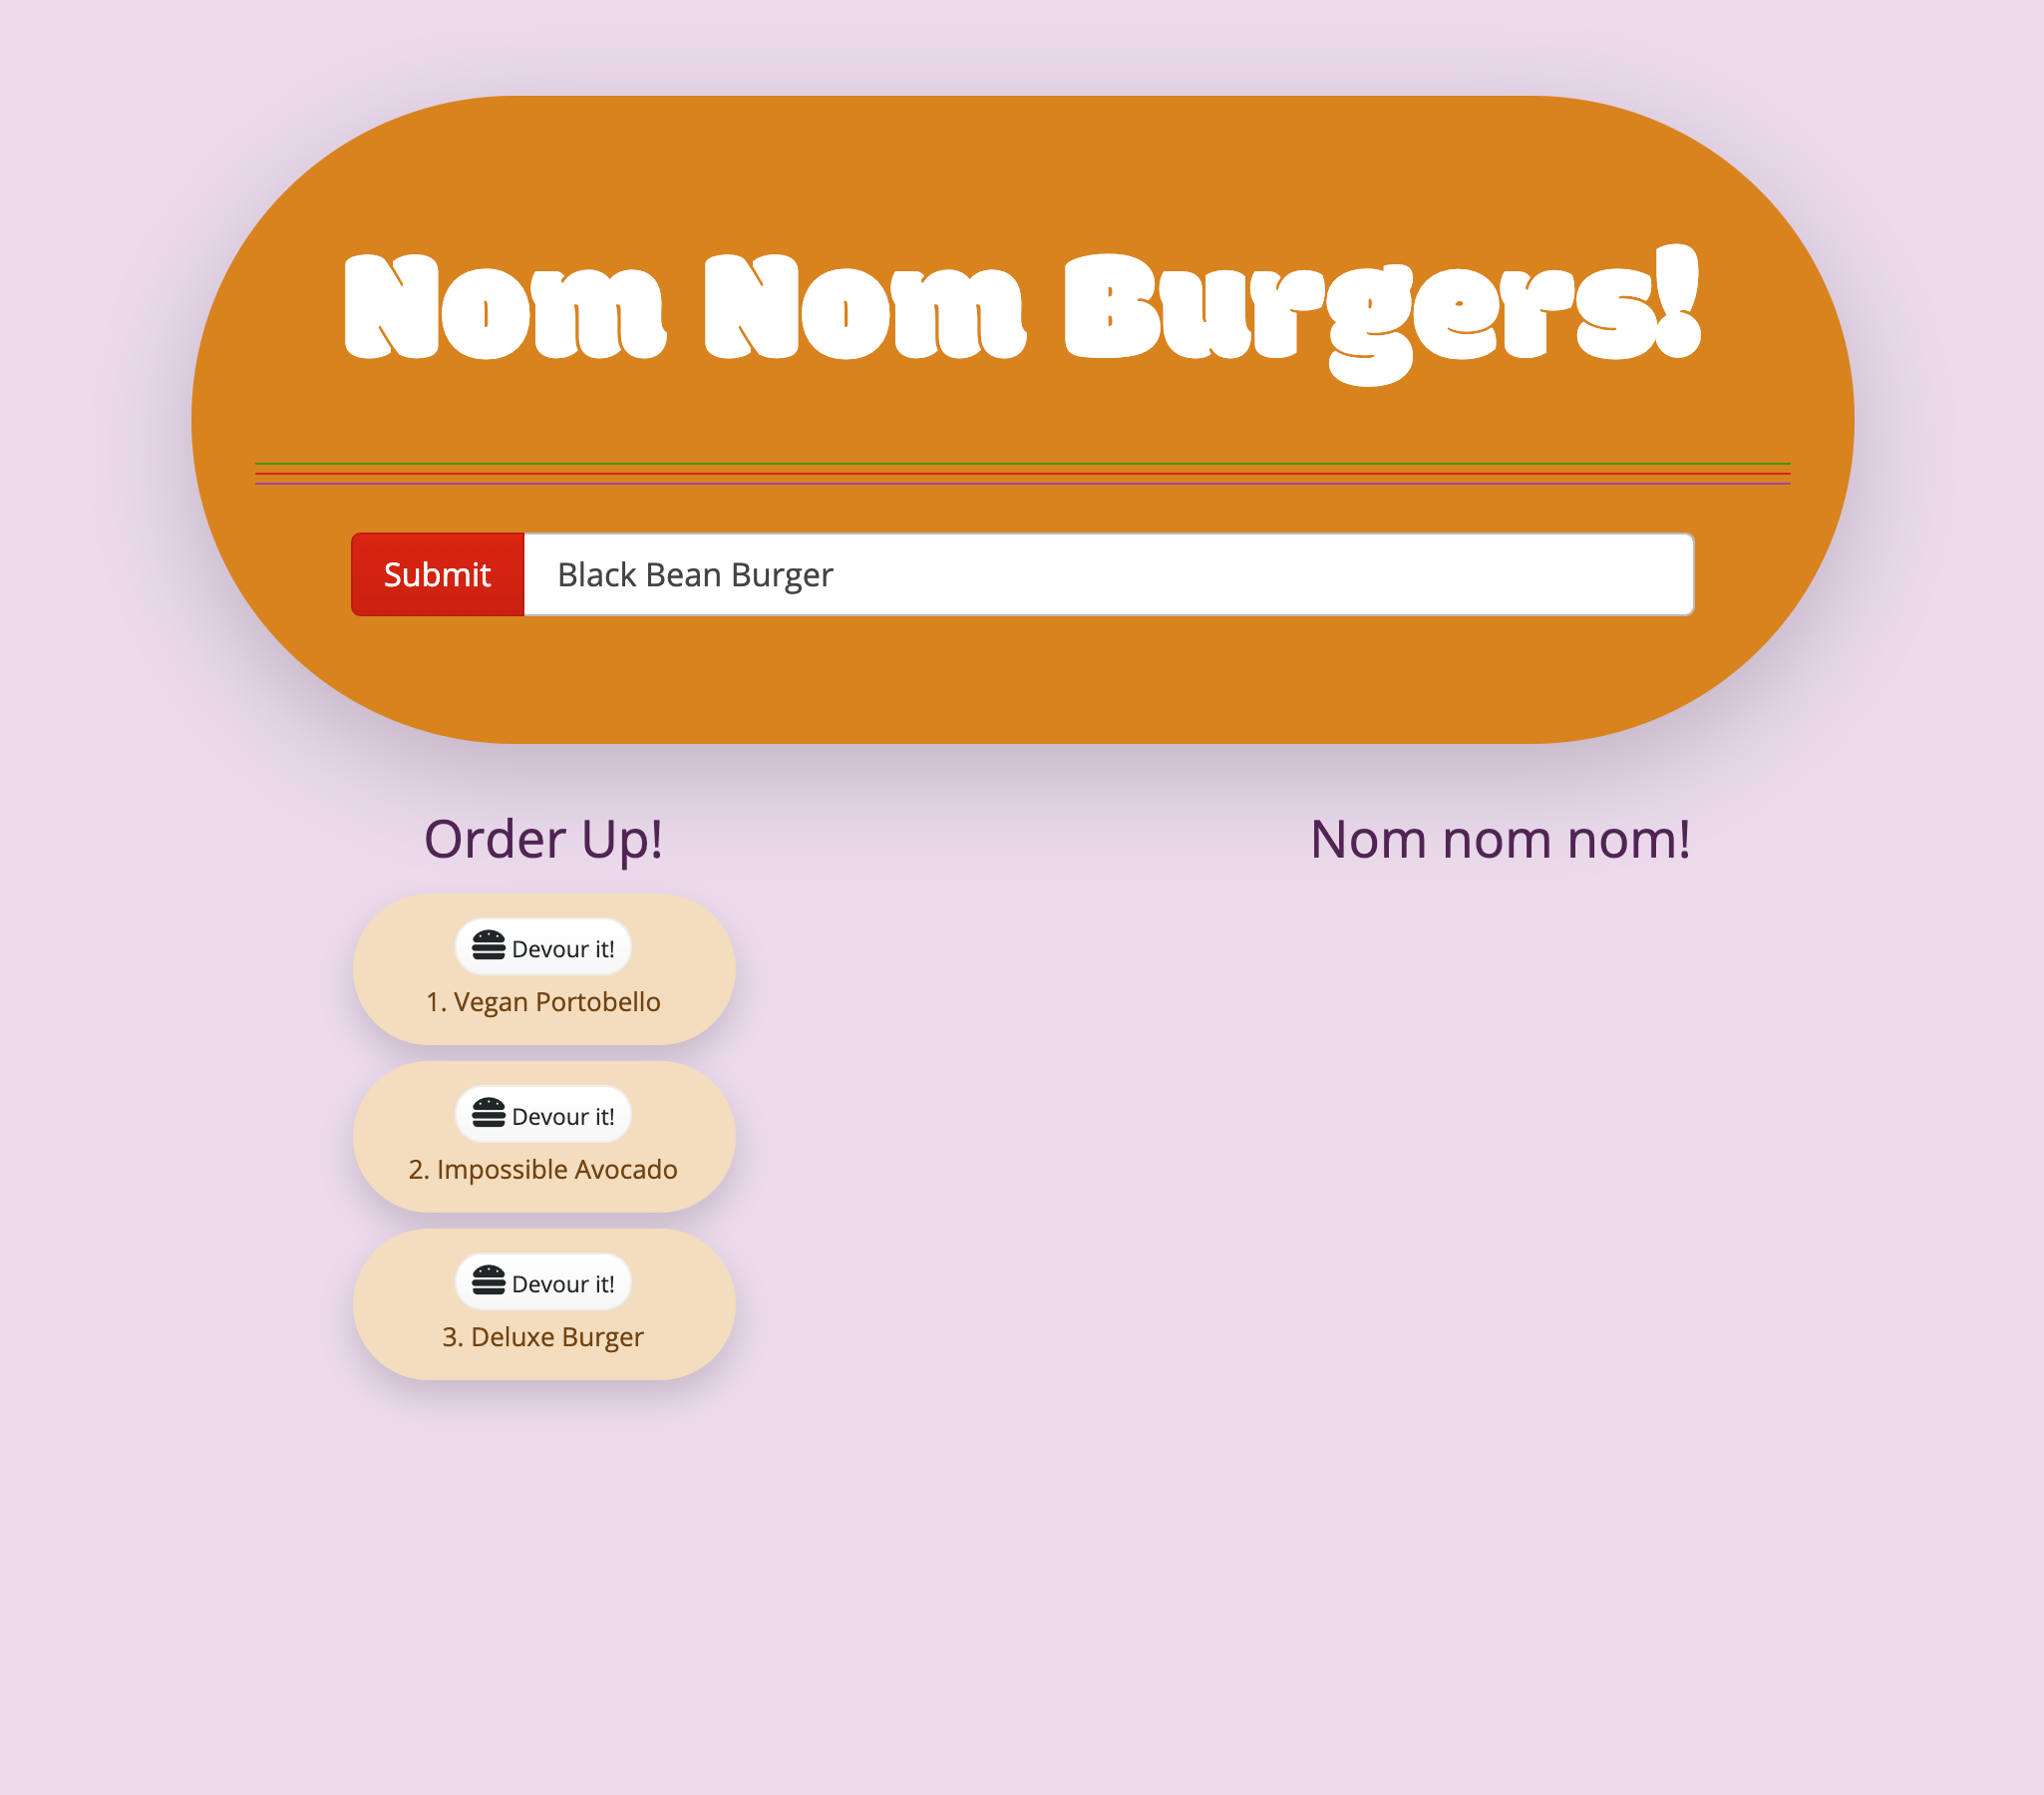 Nom Nom Burgers!
Submit
Black Bean Burger
Order Up!
Nom nom nom!
Devour it!
1. Vegan Portobello
Devour it!
2. Impossible Avocado
Devour it!
3. Deluxe Burger